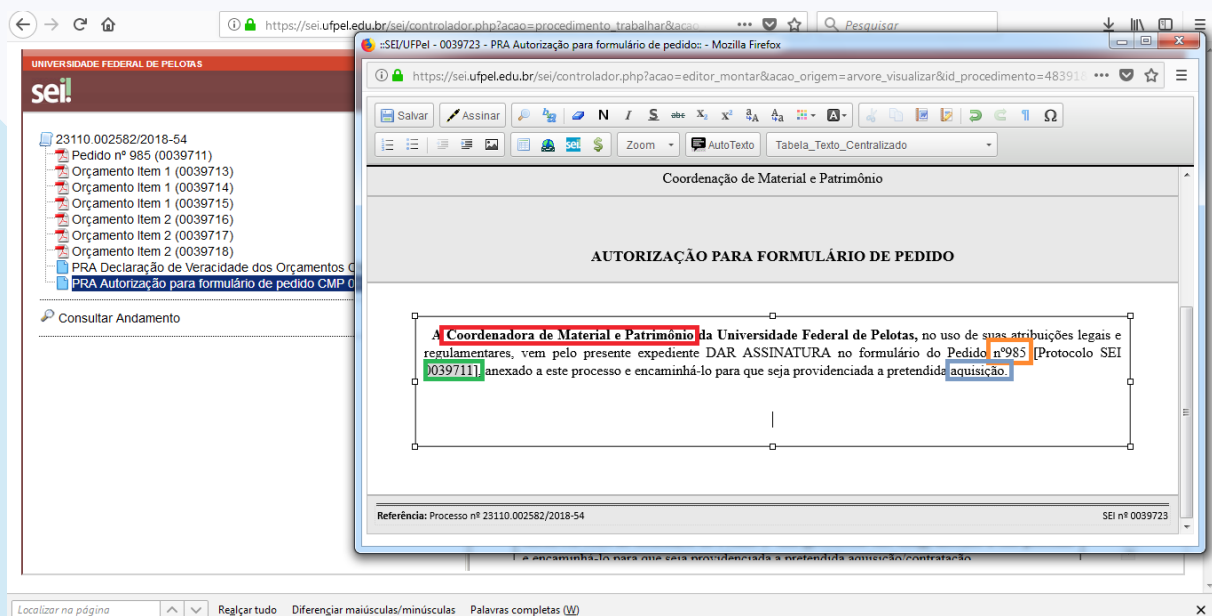 https://sei.ufpel.edu.br/sei/controlador.php?acao=procedimento_trabalhar&acao
Pesquisar
::SEI/UFPel - 0039723 - PRA Autorização para formulário de pedido:: - Mozilla Firefox
https://sei.ufpel.edu.br/sei/controlador.php?acao=editor_montar&acao_origem=arvore_visualizar&id_procedimento=483918
UNIVERSIDADE FEDERAL DE PELOTAS
sei!
23110.002582/2018-54
Pedido nº 985 (0039711)
Orçamento Item 1 (0039713)
Orçamento Item 1 (0039714)
Orçamento Item 1 (0039715)
Orçamento Item 2 (0039716)
Orçamento Item 2 (0039717)
Orçamento Item 2 (0039718)
PRA Declaração de Veracidade dos Orçamentos C
PRA Autorização para formulário de pedido CMP 0
Consultar Andamento
Salvar Assinar N I S abc X₂ X²
Zoom AutoTexto Tabela_Texto_Centralizado
Coordenação de Material e Patrimônio
AUTORIZAÇÃO PARA FORMULÁRIO DE PEDIDO
A Coordenadora de Material e Patrimônio da Universidade Federal de Pelotas, no uso de suas atribuições legais e
regulamentares, vem pelo presente expediente DAR ASSINATURA no formulário do Pedido nº985 [Protocolo SEI
0039711], anexado a este processo e encaminhá-lo para que seja providenciada a pretendida aquisição.
Referência: Processo nº 23110.002582/2018-54
SEI nº 0039723
e encaminhá-lo para que seja providenciada a pretendida aquisição/contratação
Localizar na página Realçar tudo Diferençiar maiúsculas/minúsculas Palavras completas (W)